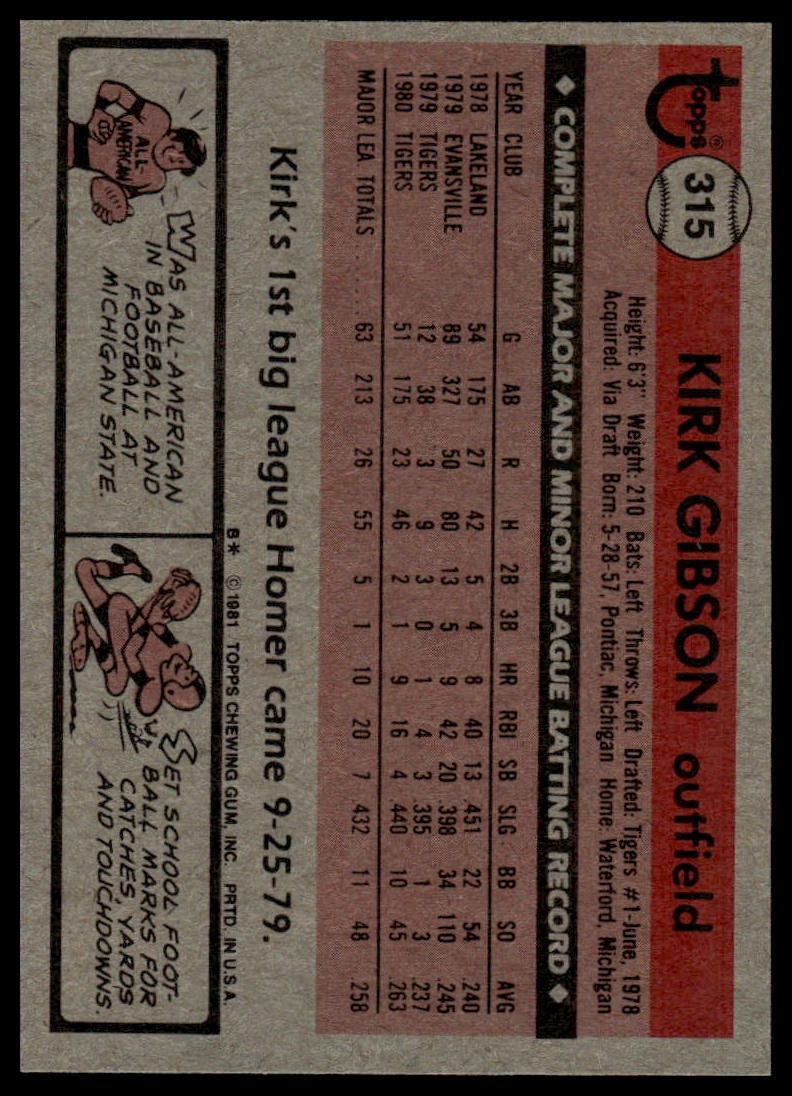 topps®
315
KIRK GIBSON outfield
Height: 6'3" Weight: 210 Bats: Left Throws: Left Drafted: Tigers #1-June, 1978
Acquired: Via Draft Born: 5-28-57, Pontiac, Michigan Home: Waterford, Michigan
◆ COMPLETE MAJOR AND MINOR LEAGUE BATTING RECORD ◆
YEAR CLUB G AB R H 2B 3B HR RBI SB SLG BB SO AVG
1978 LAKELAND 54 175 27 42 5 4 8 40 13 .451 22 54 .240
1979 EVANSVILLE 89 327 50 80 13 5 9 42 20 .398 34 110 .245
1979 TIGERS 12 38 3 9 3 0 1 4 3 .395 1 3 .237
1980 TIGERS 51 175 23 46 2 1 9 16 4 .440 10 45 .263
MAJOR LEA TOTALS ...... 63 213 26 55 5 1 10 20 7 .432 11 48 .258
Kirk's 1st big league Homer came 9-25-79.
B* © 1981 TOPPS CHEWING GUM, INC. PRTD. IN U.S.A.
ALL-
AMERICAN
WAS ALL-AMERICAN
IN BASEBALL AND
FOOTBALL AT
MICHIGAN STATE.
SET SCHOOL FOOT-
BALL MARKS FOR
CATCHES, YARDS
AND TOUCHDOWNS.